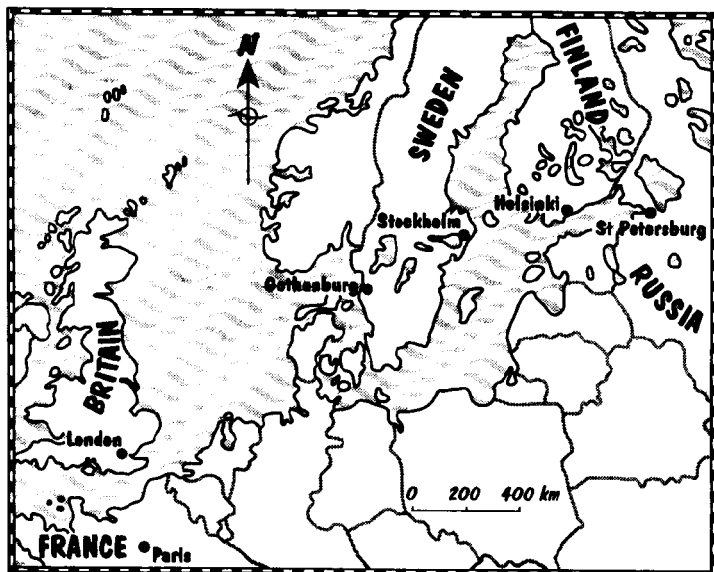 N
FINLAND
SWEDEN
Helsinki
Stockholm
St Petersburg
Gothenburg
RUSSIA
BRITAIN
London
0 200 400 km
FRANCE
Paris